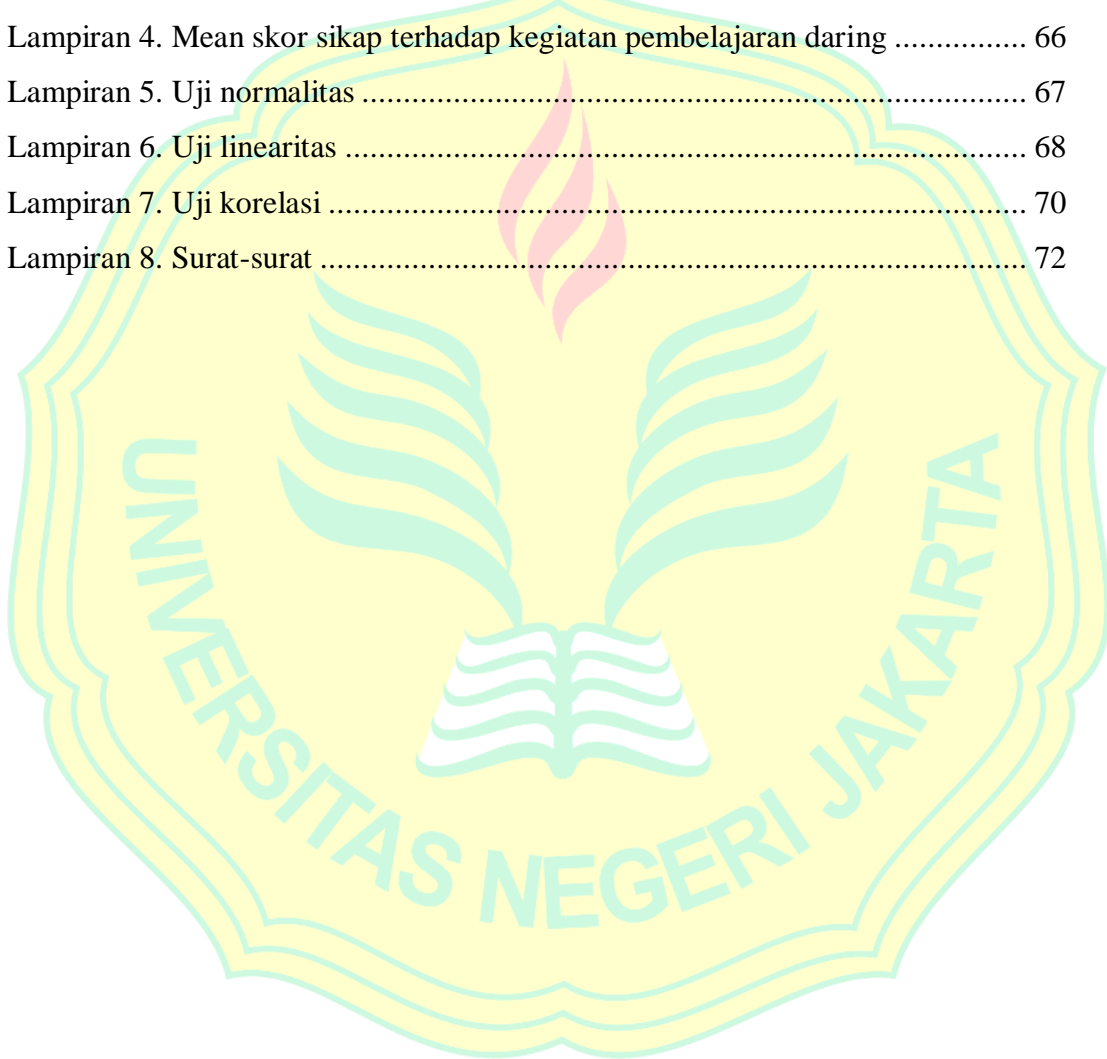 Lampiran 4. Mean skor sikap terhadap kegiatan pembelajaran daring ............... 66
Lampiran 5. Uji normalitas ........................................................................... 67
Lampiran 6. Uji linearitas ............................................................................. 68
Lampiran 7. Uji korelasi ............................................................................... 70
Lampiran 8. Surat-surat ................................................................................ 72
UNIVERSITAS NEGERI JAKARTA